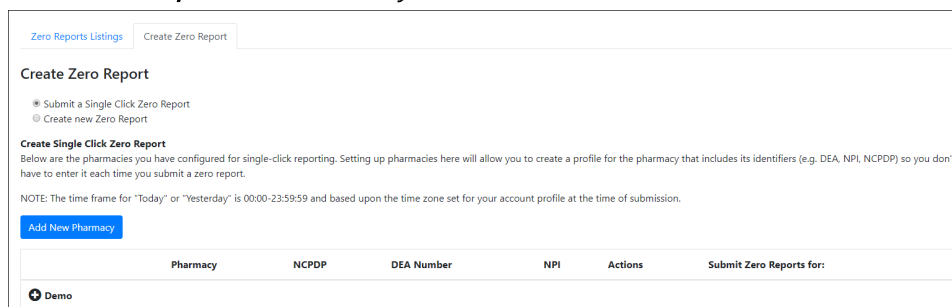 Zero Reports Listings Create Zero Report
Create Zero Report
Submit a Single Click Zero Report
Create new Zero Report
Create Single Click Zero Report
Below are the pharmacies you have configured for single-click reporting. Setting up pharmacies here will allow you to create a profile for the pharmacy that includes its identifiers (e.g. DEA, NPI, NCPDP) so you don'
have to enter it each time you submit a zero report.
NOTE: The time frame for "Today" or "Yesterday" is 00:00-23:59:59 and based upon the time zone set for your account profile at the time of submission.
Add New Pharmacy
Pharmacy NCPDP DEA Number NPI Actions Submit Zero Reports for:
Demo